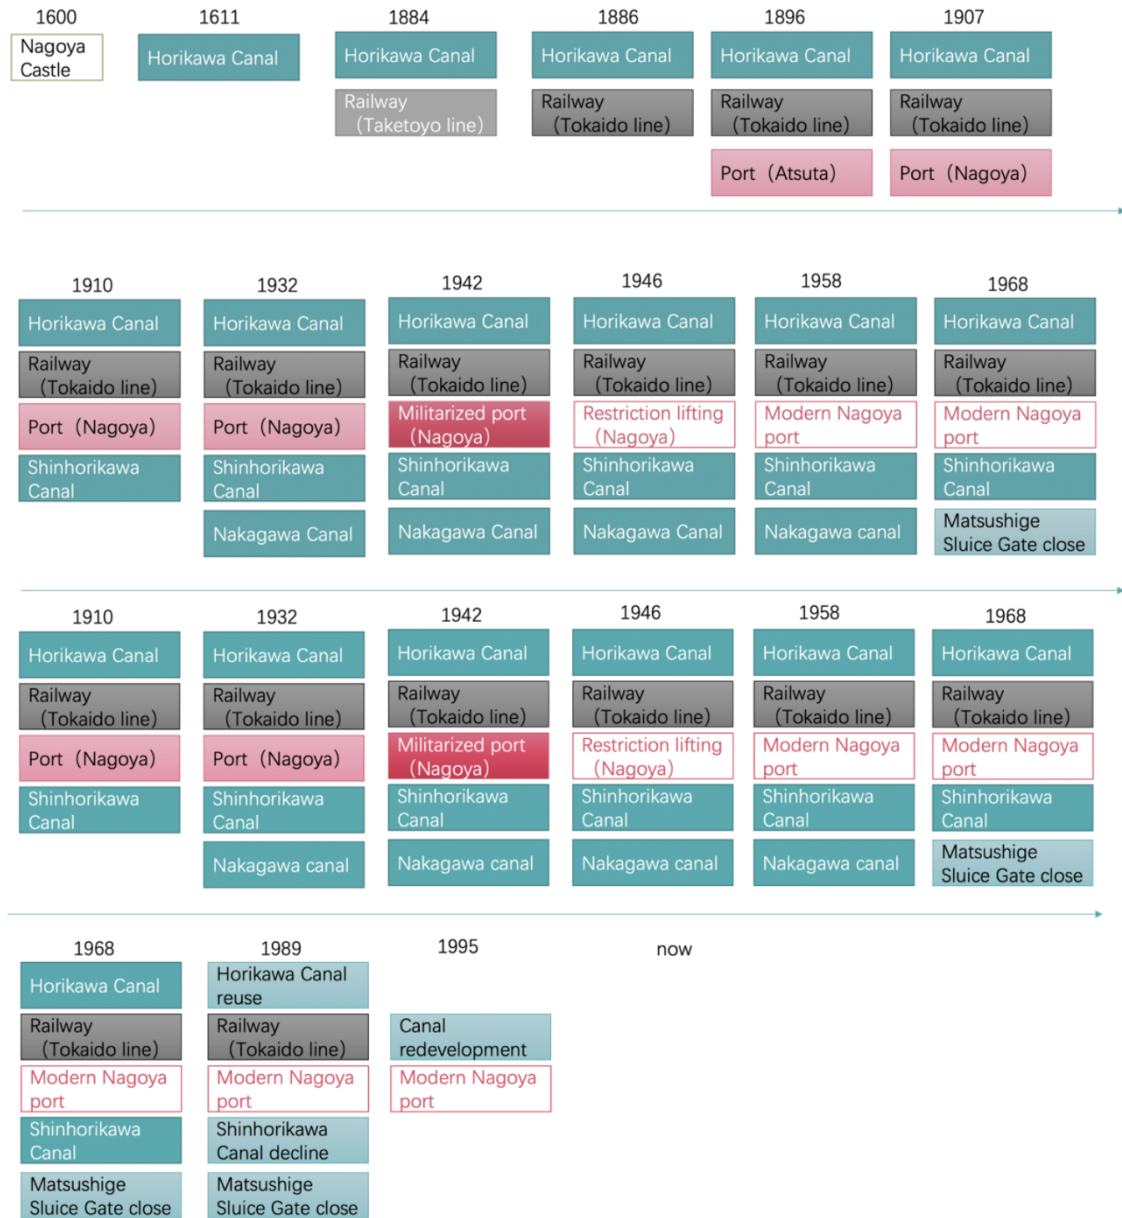 1600
1611
1884
1886
1896
1907
Nagoya
Castle
Horikawa Canal
Horikawa Canal
Horikawa Canal
Horikawa Canal
Horikawa Canal
Railway
（Taketoyo line）
Railway
（Tokaido line）
Railway
（Tokaido line）
Railway
（Tokaido line）
Port（Atsuta）
Port（Nagoya）
1910
1932
1942
1946
1958
1968
Horikawa Canal
Horikawa Canal
Horikawa Canal
Horikawa Canal
Horikawa Canal
Horikawa Canal
Railway
（Tokaido line）
Railway
（Tokaido line）
Railway
（Tokaido line）
Railway
（Tokaido line）
Railway
（Tokaido line）
Railway
（Tokaido line）
Port（Nagoya）
Port（Nagoya）
Militarized port
（Nagoya）
Restriction lifting
（Nagoya）
Modern Nagoya
port
Modern Nagoya
port
Shinhorikawa
Canal
Shinhorikawa
Canal
Shinhorikawa
Canal
Shinhorikawa
Canal
Shinhorikawa
Canal
Shinhorikawa
Canal
Nakagawa Canal
Nakagawa Canal
Nakagawa Canal
Nakagawa canal
Matsushige
Sluice Gate close
1910
1932
1942
1946
1958
1968
Horikawa Canal
Horikawa Canal
Horikawa Canal
Horikawa Canal
Horikawa Canal
Horikawa Canal
Railway
（Tokaido line）
Railway
（Tokaido line）
Railway
（Tokaido line）
Railway
（Tokaido line）
Railway
（Tokaido line）
Railway
（Tokaido line）
Port（Nagoya）
Port（Nagoya）
Militarized port
（Nagoya）
Restriction lifting
（Nagoya）
Modern Nagoya
port
Modern Nagoya
port
Shinhorikawa
Canal
Shinhorikawa
Canal
Shinhorikawa
Canal
Shinhorikawa
Canal
Shinhorikawa
Canal
Shinhorikawa
Canal
Nakagawa canal
Nakagawa canal
Nakagawa canal
Nakagawa canal
Matsushige
Sluice Gate close
1968
1989
1995
now
Horikawa Canal
Horikawa Canal
reuse
Railway
（Tokaido line）
Railway
（Tokaido line）
Canal
redevelopment
Modern Nagoya
port
Modern Nagoya
port
Modern Nagoya
port
Shinhorikawa
Canal
Shinhorikawa
Canal decline
Matsushige
Sluice Gate close
Matsushige
Sluice Gate close